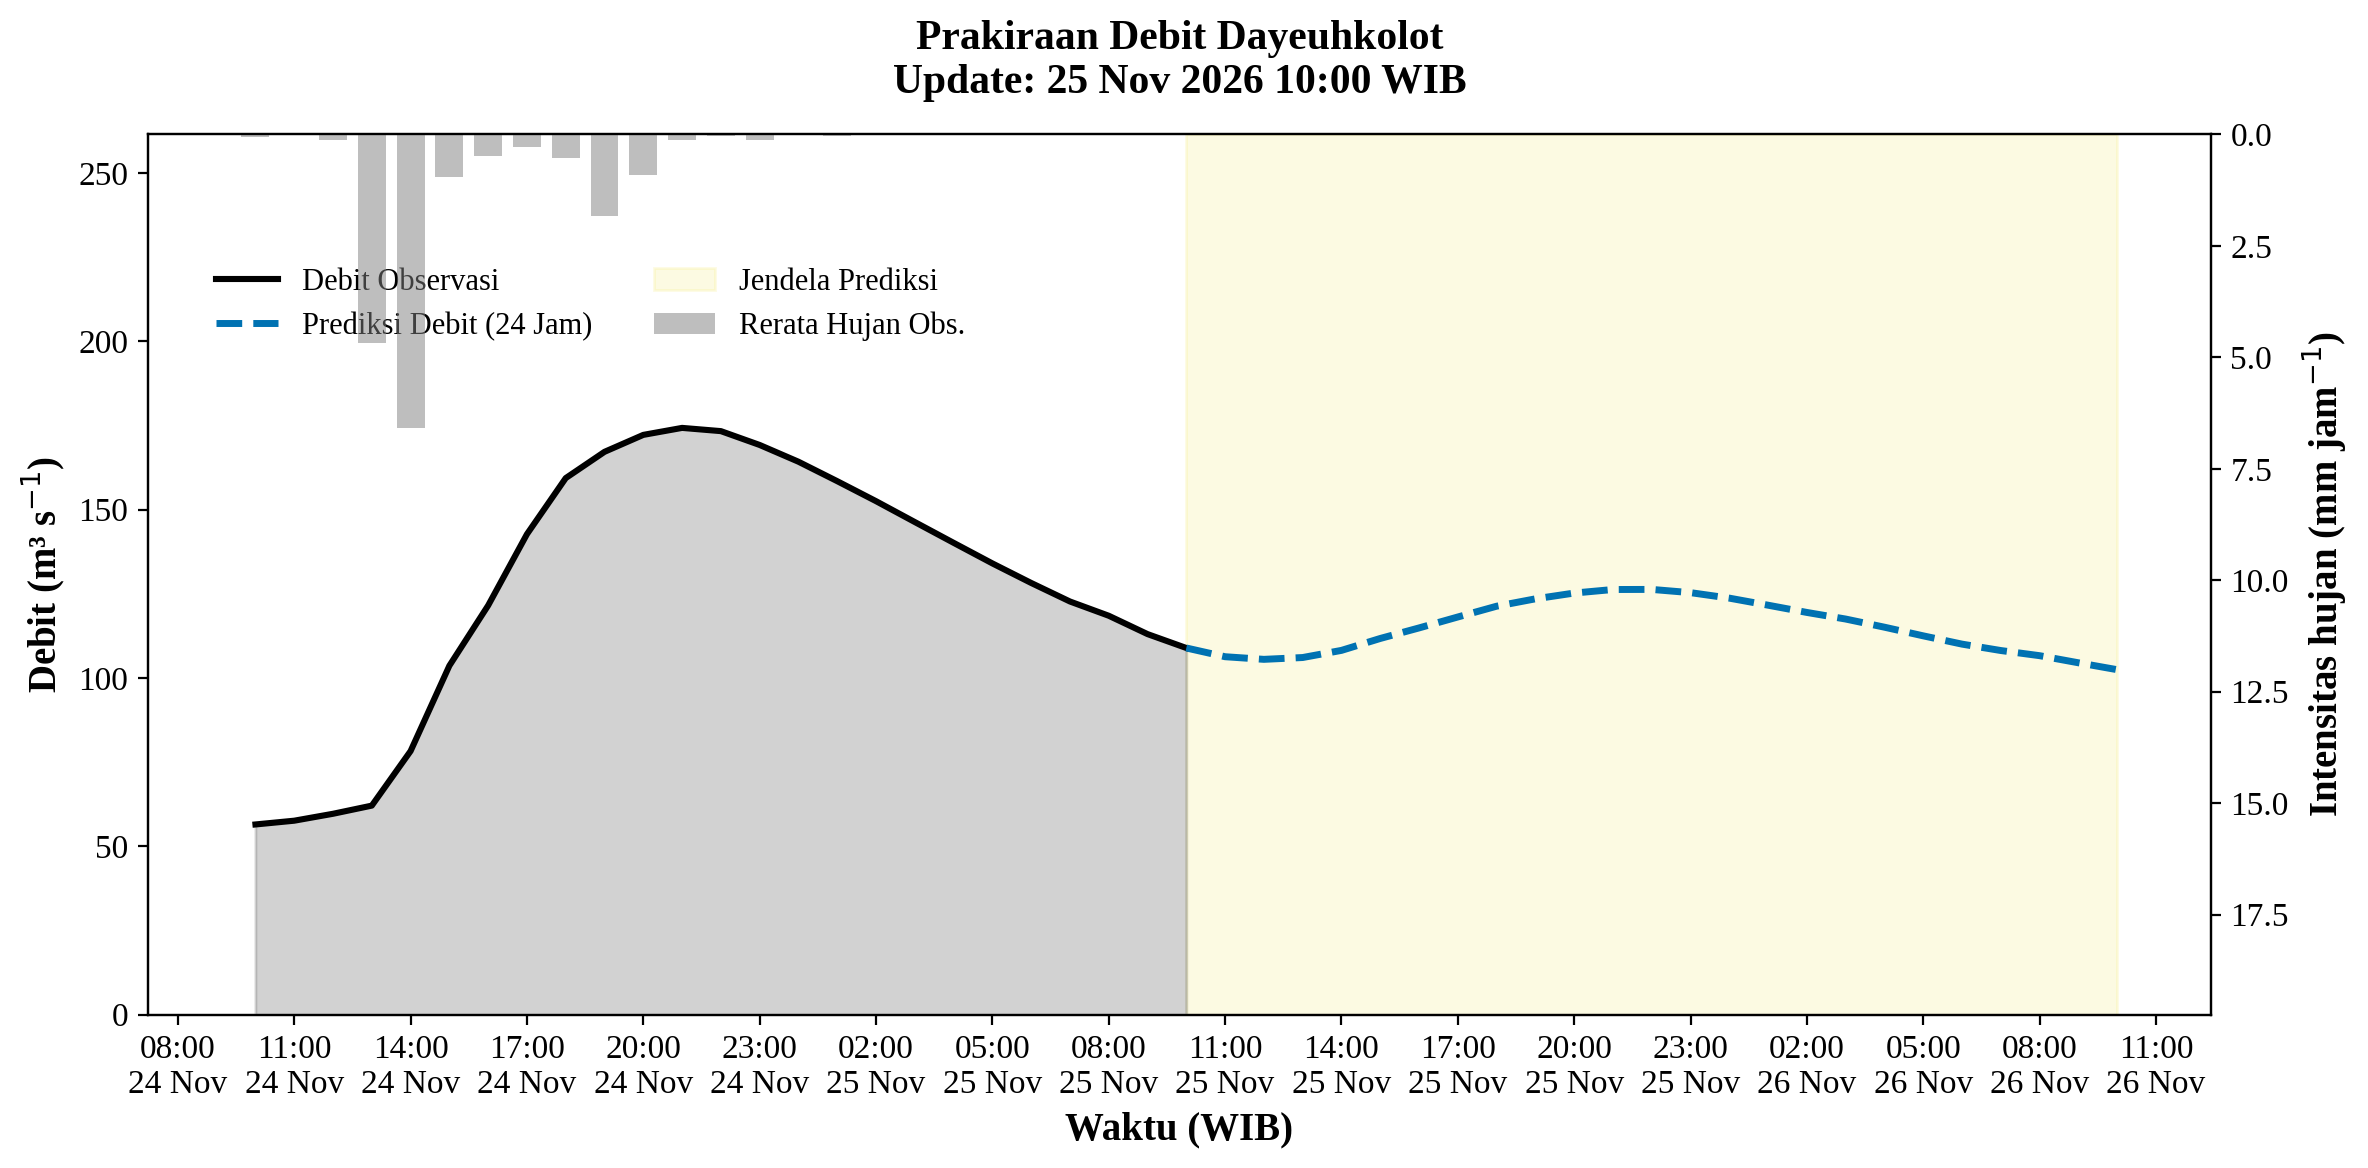 Prakiraan Debit Dayeuhkolot
Update: 25 Nov 2026 10:00 WIB
Debit Observasi
Prediksi Debit (24 Jam)
Jendela Prediksi
Rerata Hujan Obs.
Debit (m³ s⁻¹)
250
200
150
100
50
0
Intensitas hujan (mm jam⁻¹)
0.0
2.5
5.0
7.5
10.0
12.5
15.0
17.5
08:00 11:00 14:00 17:00 20:00 23:00 02:00 05:00 08:00 11:00 14:00 17:00 20:00 23:00 02:00 05:00 08:00 11:00
24 Nov 24 Nov 24 Nov 24 Nov 24 Nov 24 Nov 25 Nov 25 Nov 25 Nov 25 Nov 25 Nov 25 Nov 25 Nov 25 Nov 26 Nov 26 Nov 26 Nov 26 Nov
Waktu (WIB)